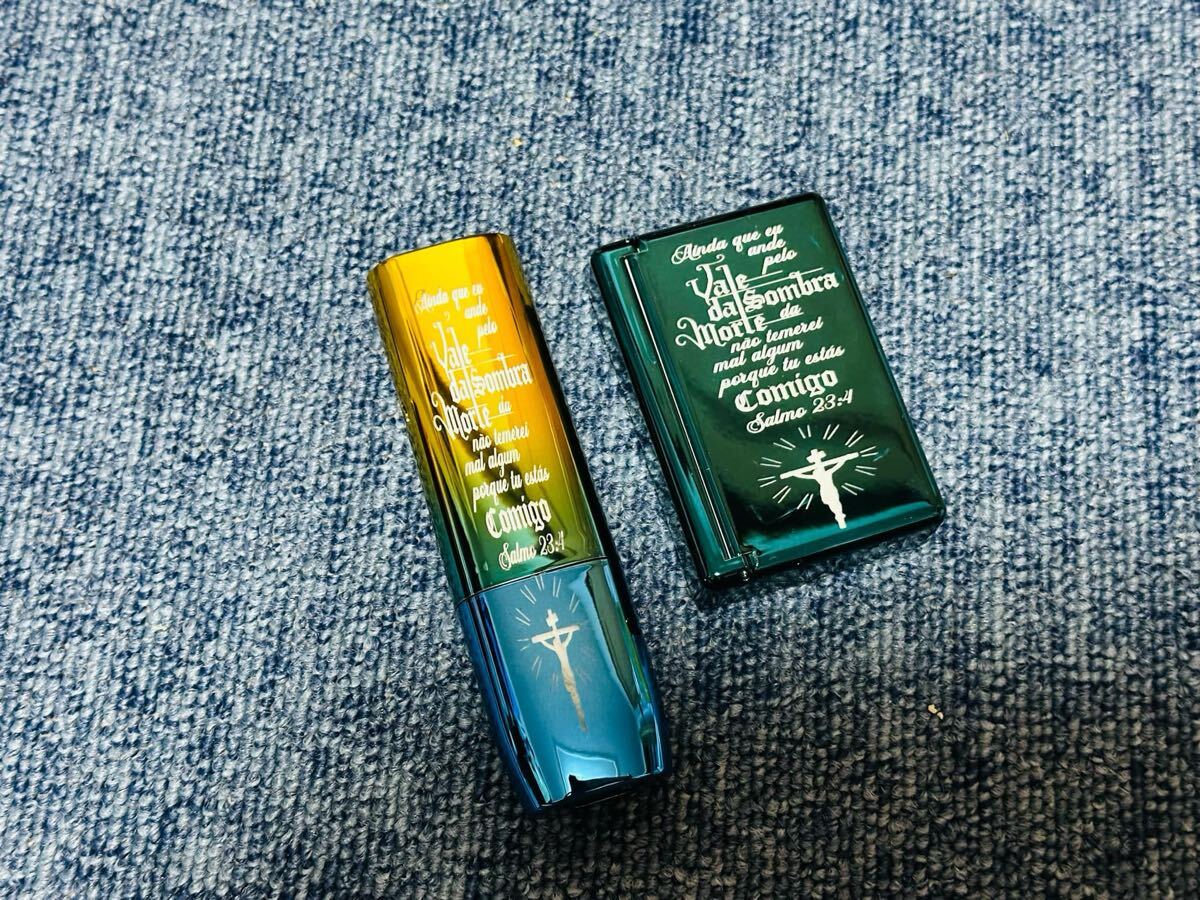 Ainda que eu
ande
pelo
Vale
da Sombra
Morte da
não temerei
mal algum
porque tu estás
Comigo
Salmo 23:4
Ainda que eu
ande
pelo
Vale
da Sombra
Morte da
não temerei
mal algum
porque tu estás
Comigo
Salmo 23:4